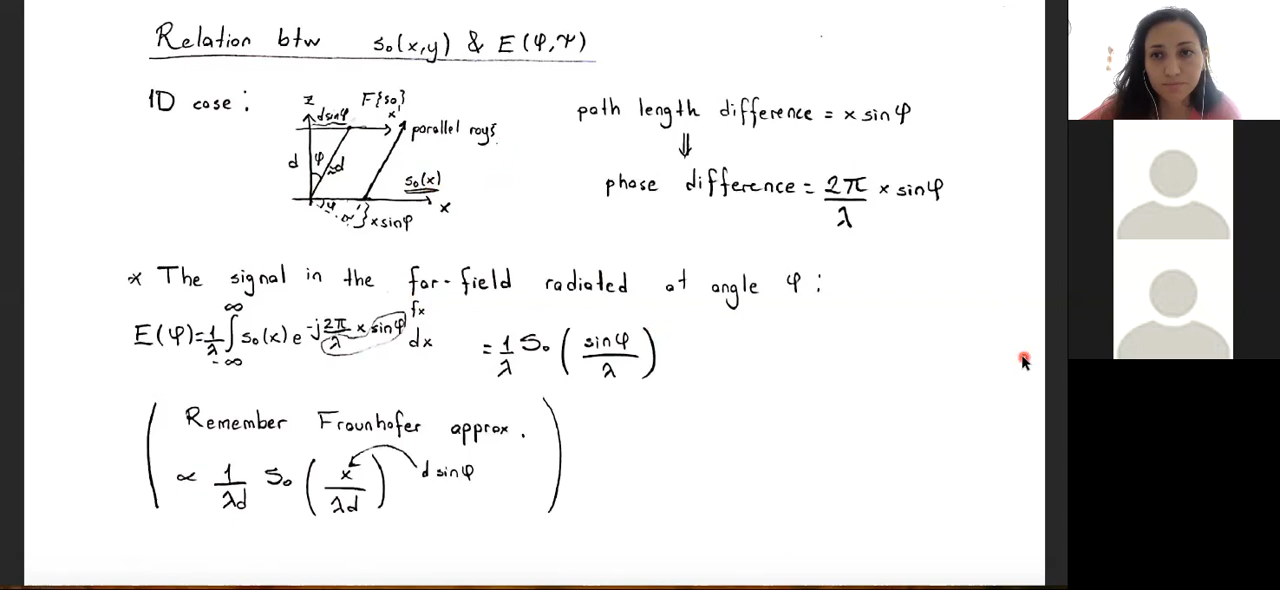 Relation btw s₀(x,y) & E(φ,ψ)
1D case:
z
F{s₀}
d sinφ
x'
parallel rays
d
φ
≈d
s₀(x)
x
φ
} x sinφ
path length difference = x sinφ
⇓
phase difference = 2π/λ x sinφ
* The signal in the far-field radiated at angle φ:
E(φ) = 1/λ ∫_{-∞}^{∞} s₀(x) e^{-j 2π/λ x sinφ} dx = 1/λ S₀ ( sinφ/λ )
fx
( Remember Fraunhofer approx.
∝ 1/λd S₀ ( x/λd ) d sinφ )